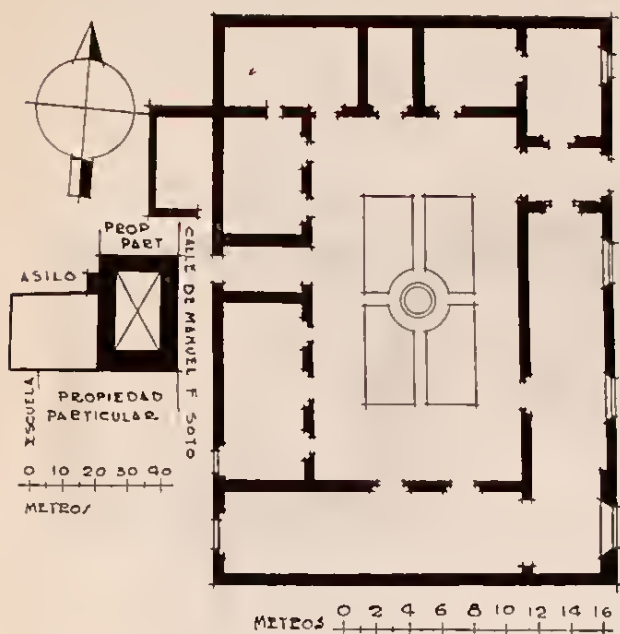 PROP
PART
ASILO
CALLE DE MANUEL F SOTO
PROPIEDAD
PARTICULAR
ESCUELA
0 10 20 30 40
METROS
METROS 0 2 4 6 8 10 12 14 16